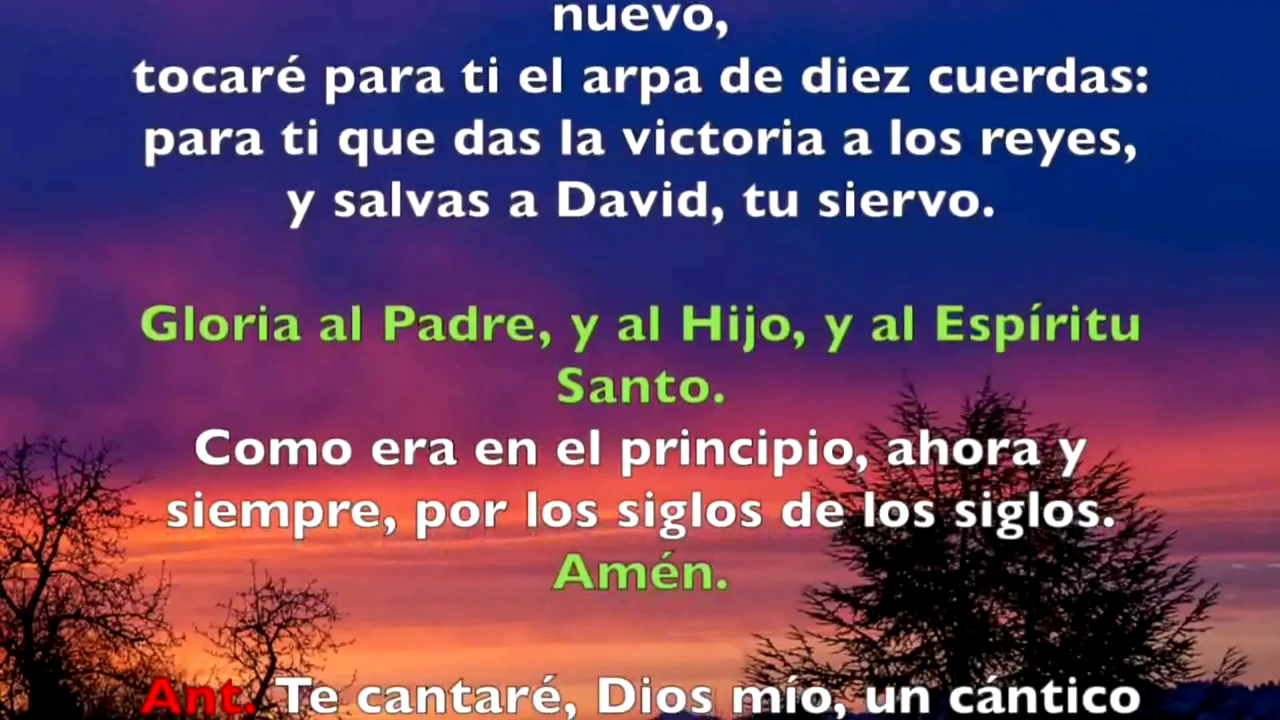 nuevo,
tocaré para ti el arpa de diez cuerdas:
para ti que das la victoria a los reyes,
y salvas a David, tu siervo.
Gloria al Padre, y al Hijo, y al Espíritu
Santo.
Como era en el principio, ahora y
siempre, por los siglos de los siglos.
Amén.
Ant. Te cantaré, Dios mío, un cántico